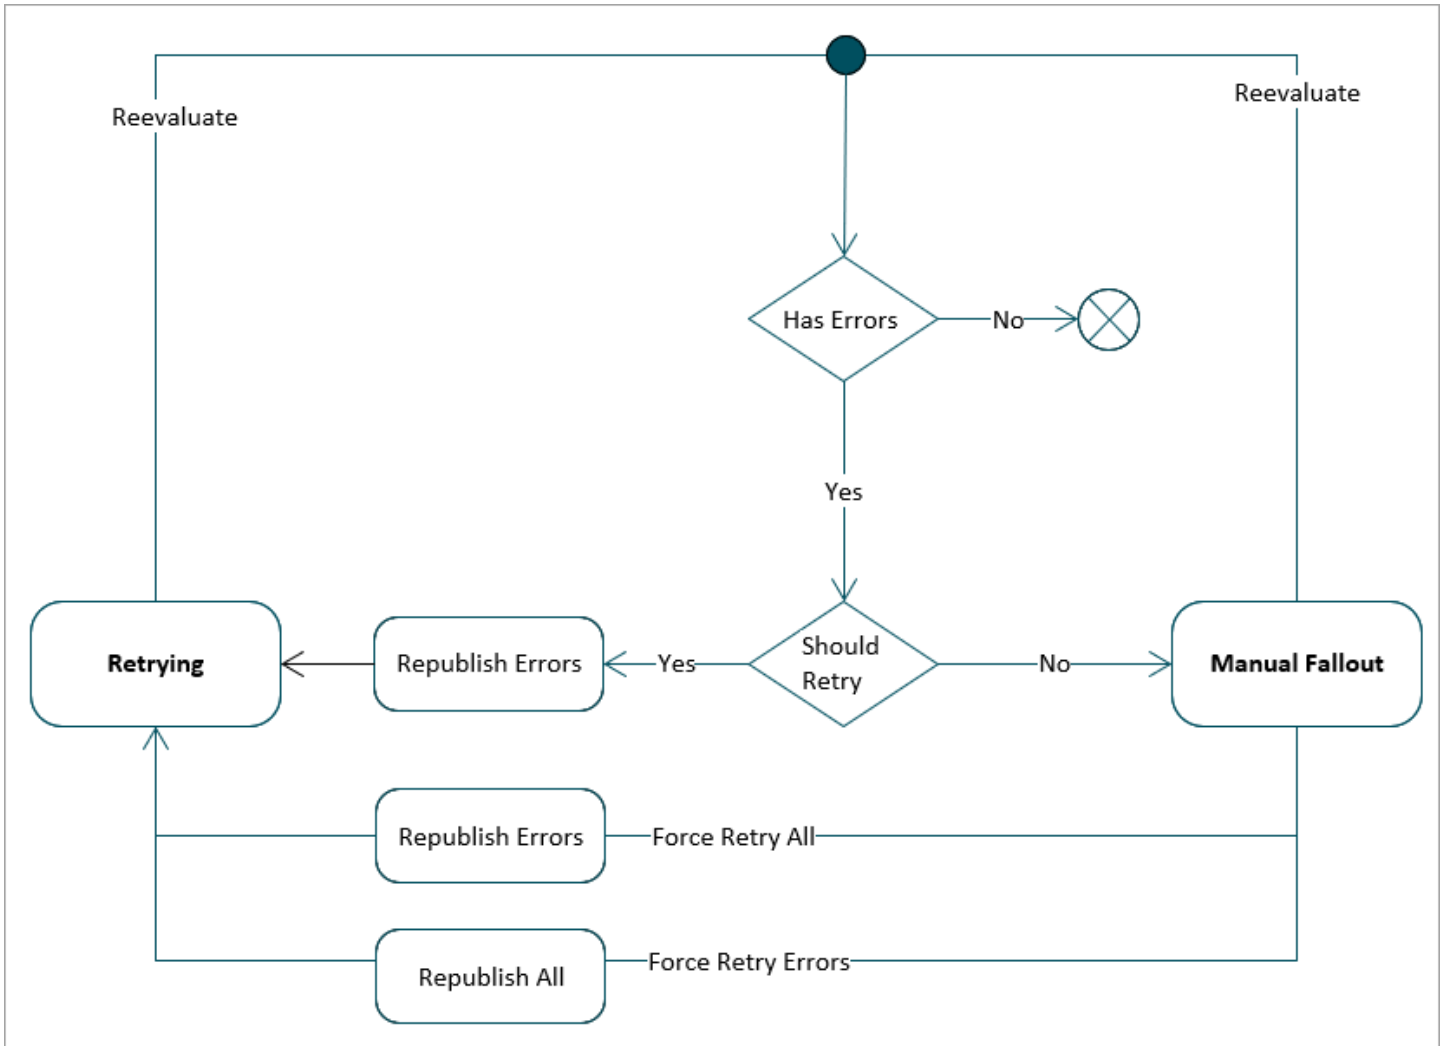 Reevaluate
Reevaluate
Has Errors
No
Yes
Retrying
Republish Errors
Yes
Should
Retry
No
Manual Fallout
Republish Errors
Force Retry All
Republish All
Force Retry Errors